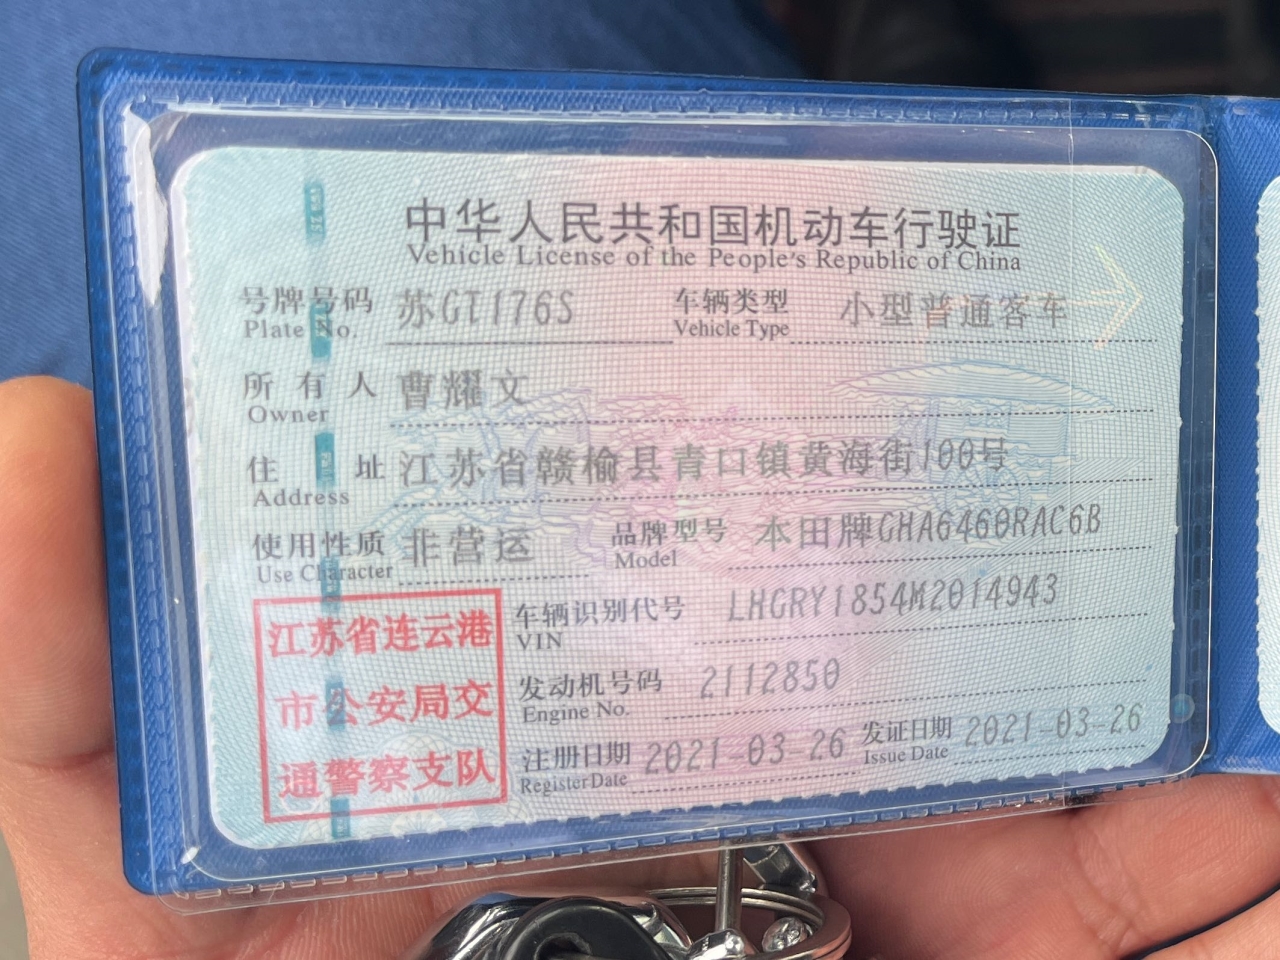 中华人民共和国机动车行驶证
Vehicle License of the People's Republic of China
号牌号码 苏GT176S 车辆类型 小型普通客车
Plate No. Vehicle Type
所有人 曹耀文
Owner
住址 江苏省赣榆县青口镇黄海街100号
Address
使用性质 非营运 品牌型号 本田牌GHA6460RAC6B
Use Character Model
车辆识别代号 LHGRY1854M2014943
VIN
发动机号码 2112850
Engine No.
注册日期 2021-03-26 发证日期 2021-03-26
Register Date Issue Date
江苏省连云港
市公安局交
通警察支队